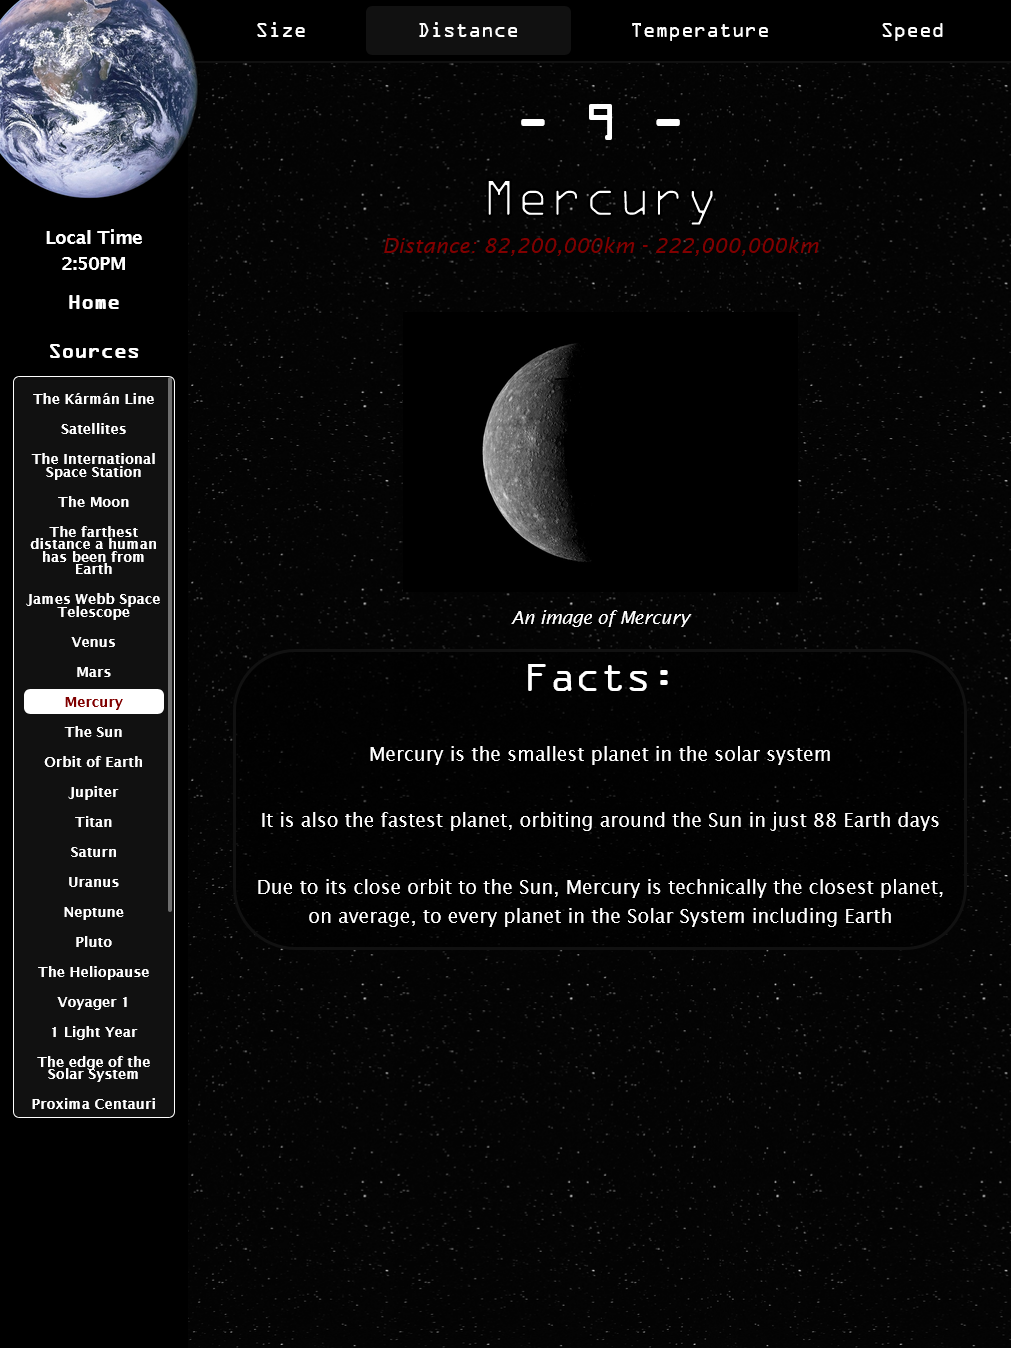 Size
Distance
Temperature
Speed
Local Time
2:50PM
Home
Sources
The Kármán Line
Satellites
The International
Space Station
The Moon
The farthest
distance a human
has been from
Earth
James Webb Space
Telescope
Venus
Mars
Mercury
The Sun
Orbit of Earth
Jupiter
Titan
Saturn
Uranus
Neptune
Pluto
The Heliopause
Voyager 1
1 Light Year
The edge of the
Solar System
Proxima Centauri
- 9 -
Mercury
Distance: 82,200,000km - 222,000,000km
An image of Mercury
Facts:
Mercury is the smallest planet in the solar system
It is also the fastest planet, orbiting around the Sun in just 88 Earth days
Due to its close orbit to the Sun, Mercury is technically the closest planet,
on average, to every planet in the Solar System including Earth